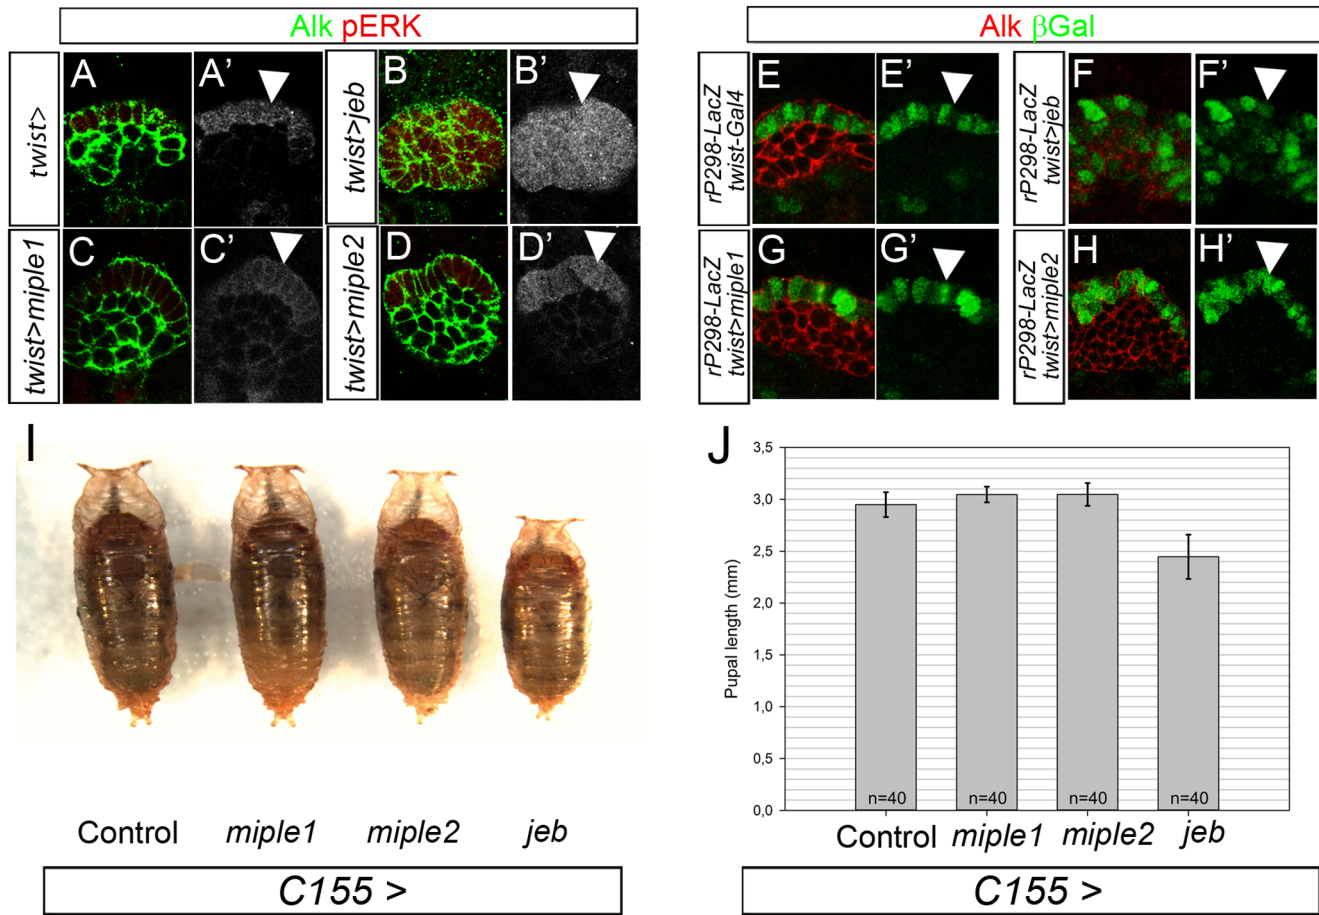 Alk pERK
Alk βGal
twist>
A
A'
twist>jeb
B
B'
twist>miple1
C
C'
twist>miple2
D
D'
rP298-LacZ
twist-Gal4
E
E'
rP298-LacZ
twist>jeb
F
F'
rP298-LacZ
twist>miple1
G
G'
rP298-LacZ
twist>miple2
H
H'
I
Control miple1 miple2 jeb
C155 >
J
Pupal length (mm)
3,5
3,0
2,5
2,0
1,5
1,0
0,5
0,0
n=40 n=40 n=40 n=40
Control miple1 miple2 jeb
C155 >